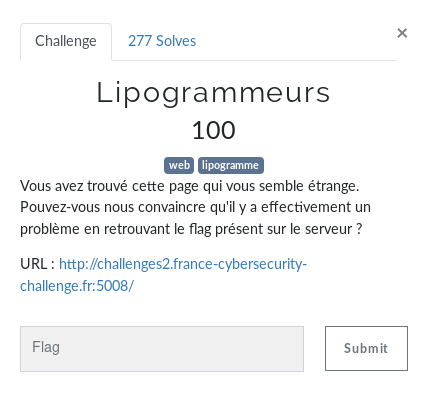 Challenge 277 Solves ×
Lipogrammeurs
100
web lipogramme
Vous avez trouvé cette page qui vous semble étrange.
Pouvez-vous nous convaincre qu'il y a effectivement un
problème en retrouvant le flag présent sur le serveur ?
URL : http://challenges2.france-cybersecurity-
challenge.fr:5008/
Flag Submit